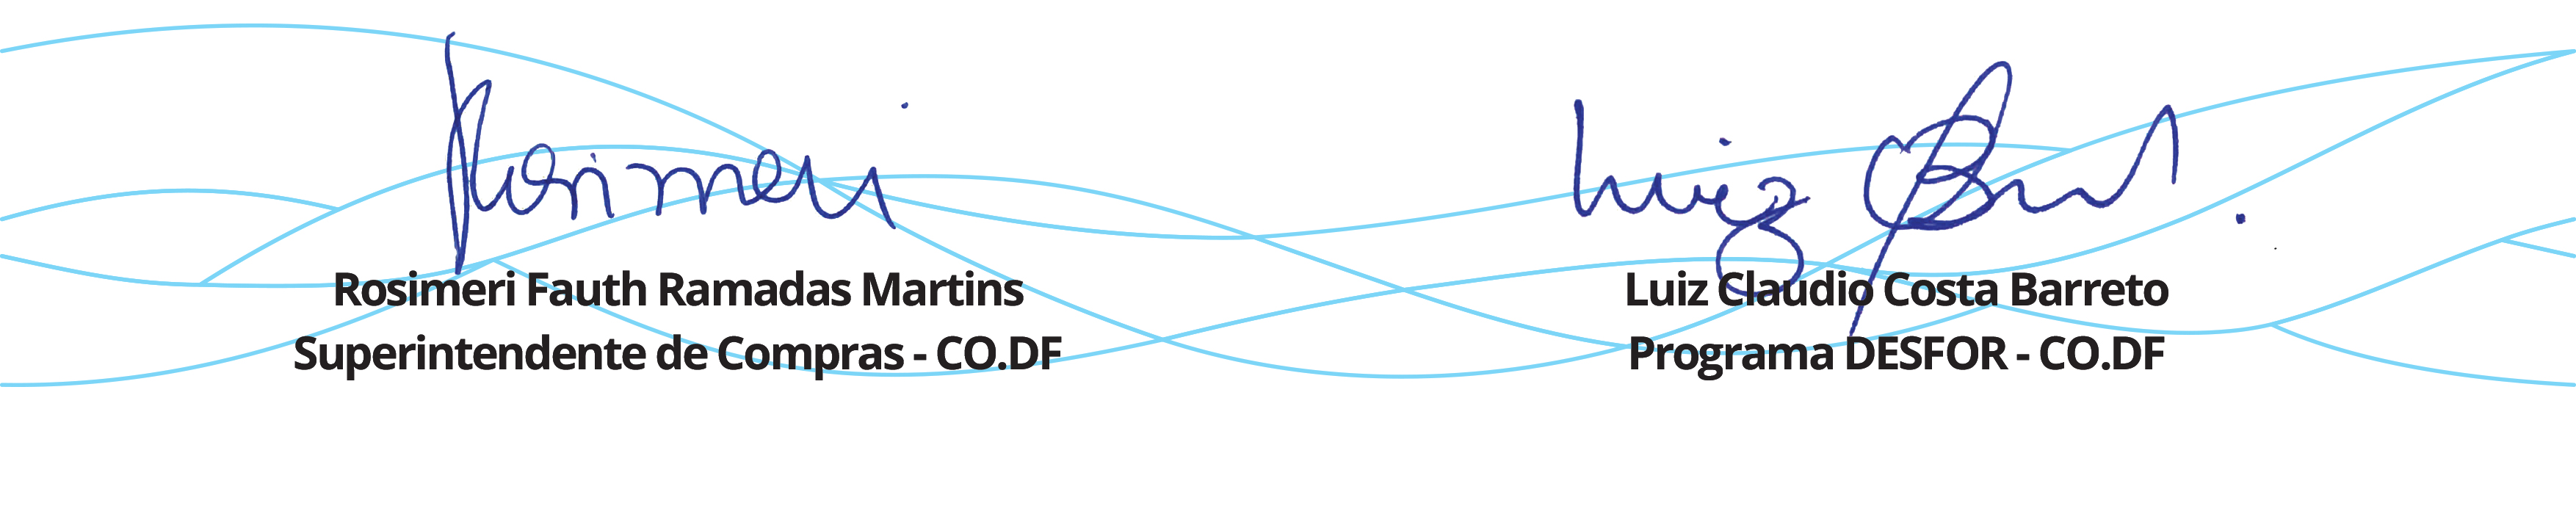 Rosimeri
Luiz
Rosimeri Fauth Ramadas Martins
Superintendente de Compras - CO.DF
Luiz Claudio Costa Barreto
Programa DESFOR - CO.DF